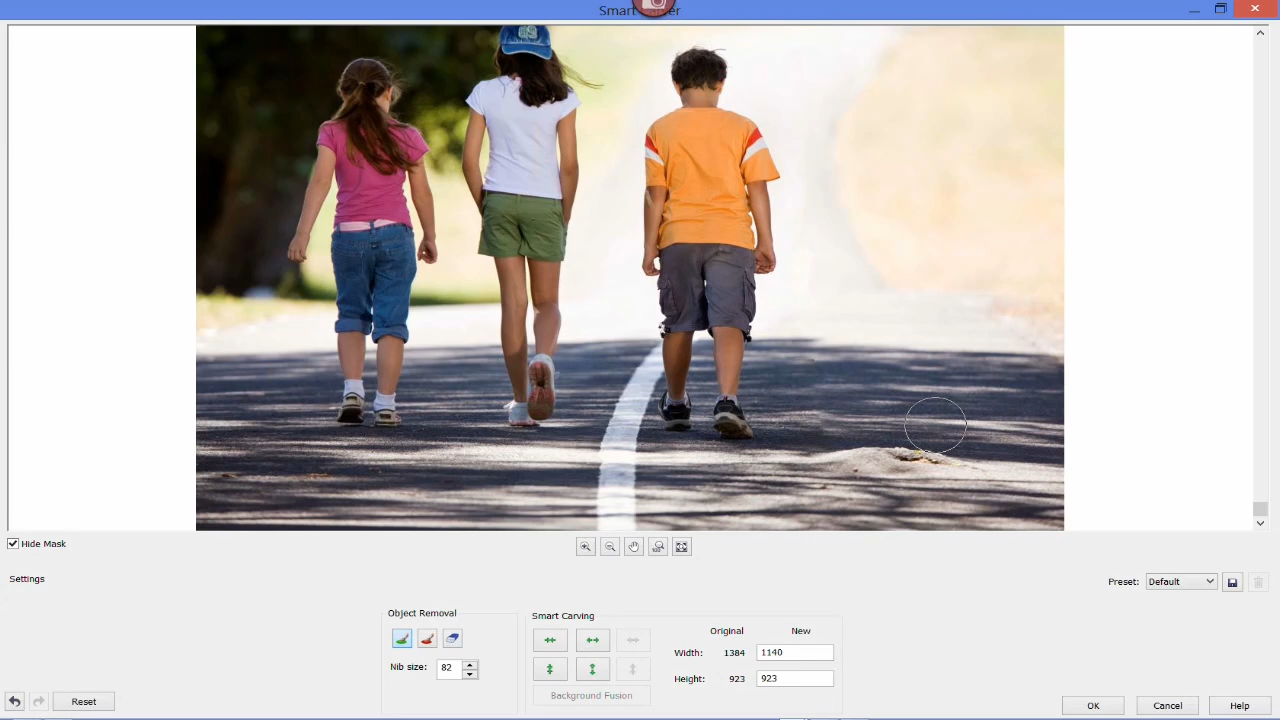 Smart
Hide Mask
Settings
Preset: Default
Object Removal
Nib size: 82
Smart Carving
Original New
Width: 1384 1140
Height: 923 923
Background Fusion
Reset
OK
Cancel
Help